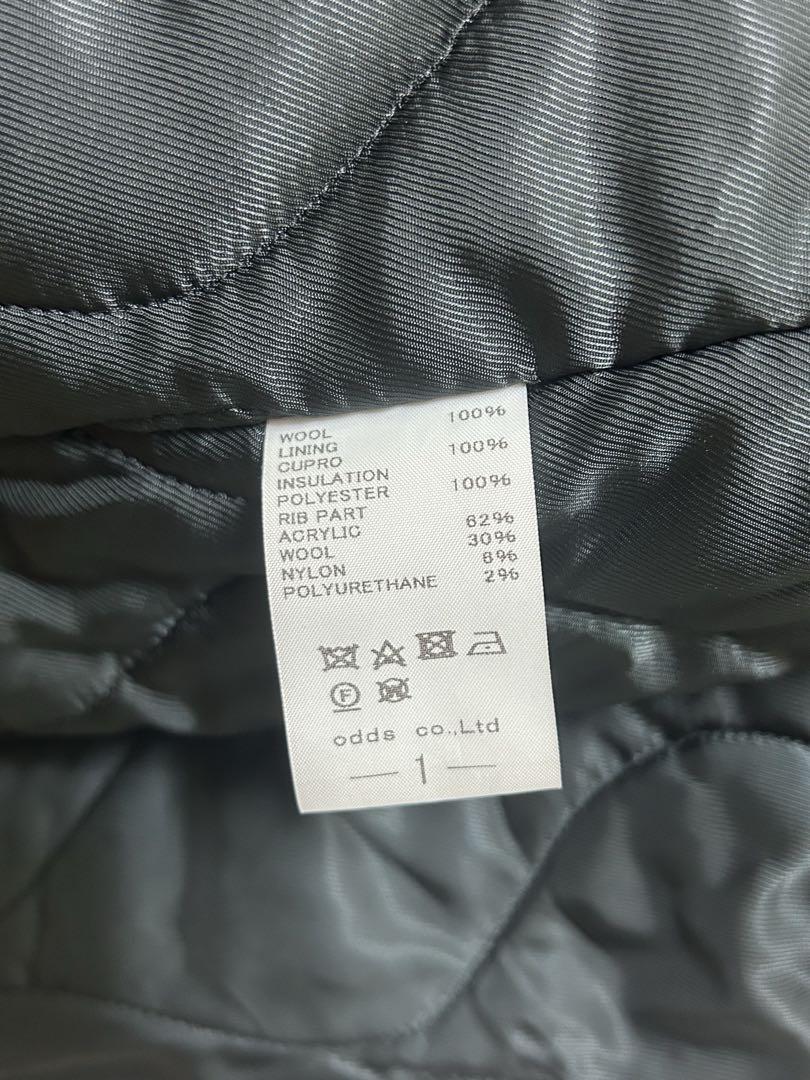 WOOL 100%
LINING
CUPRO 100%
INSULATION
POLYESTER 100%
RIB PART
ACRYLIC 62%
WOOL 30%
NYLON 6%
POLYURETHANE 2%
F W
odds co.,Ltd
— 1 —